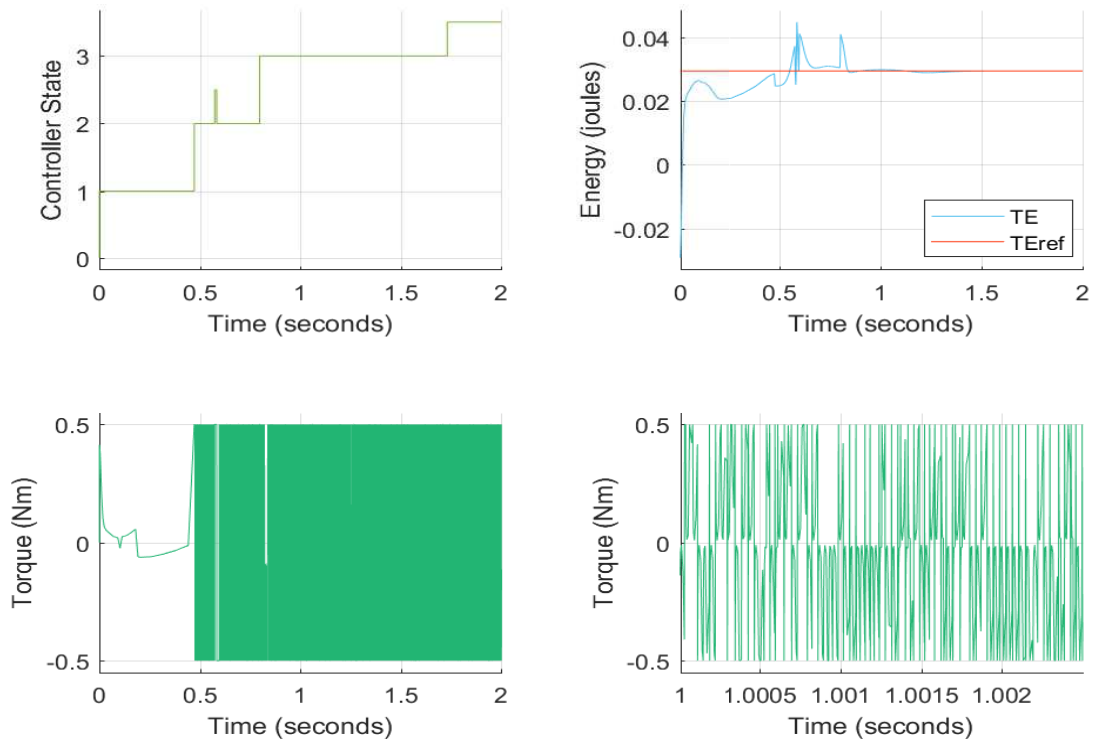 3
2
1
0
Controller State
0 0.5 1 1.5 2
Time (seconds)
0.04
0.02
0
-0.02
Energy (joules)
TE
TEref
0 0.5 1 1.5 2
Time (seconds)
0.5
0
-0.5
Torque (Nm)
0 0.5 1 1.5 2
Time (seconds)
0.5
0
-0.5
Torque (Nm)
1 1.0005 1.001 1.0015 1.002
Time (seconds)